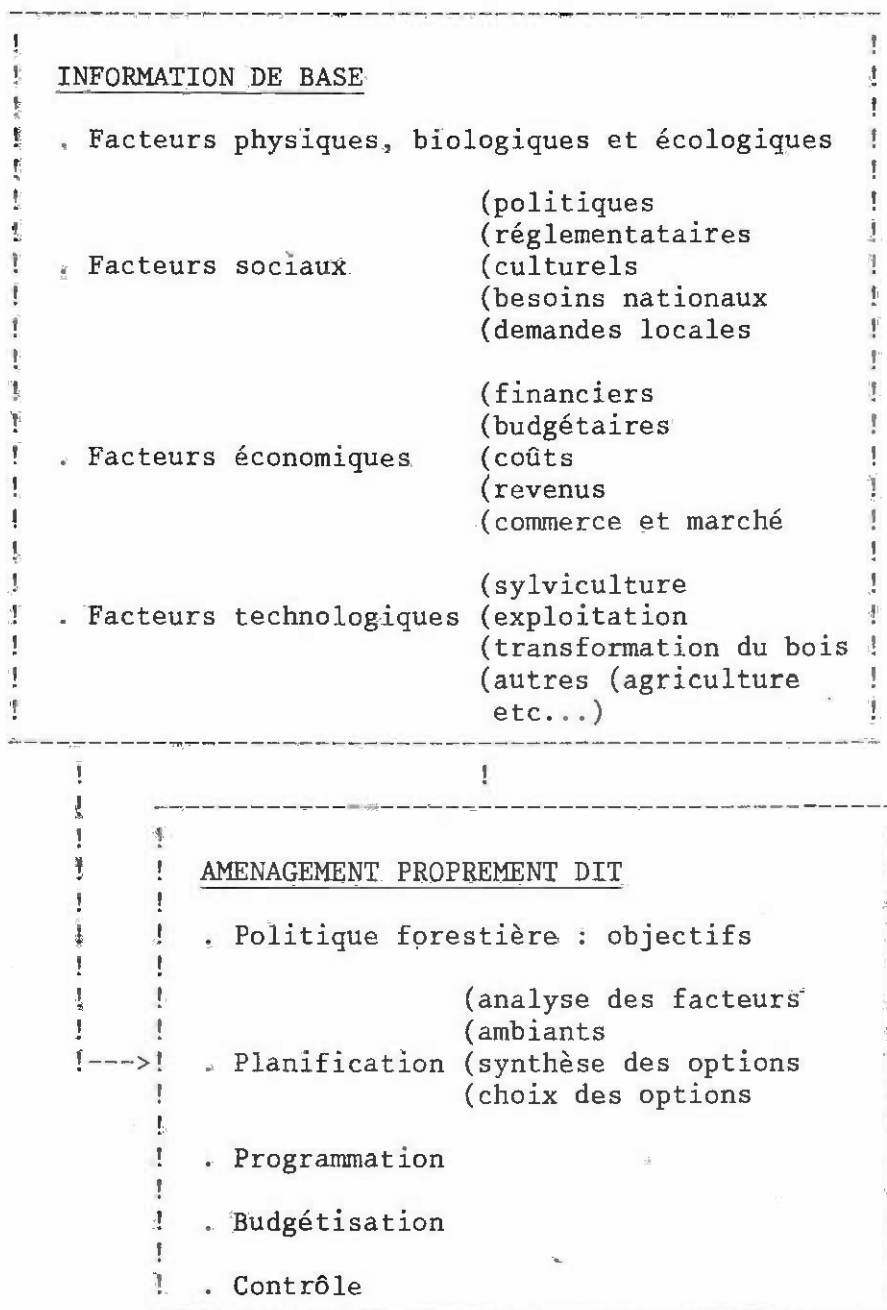 INFORMATION DE BASE
. Facteurs physiques, biologiques et écologiques
(politiques
(réglementataires
. Facteurs sociaux (culturels
(besoins nationaux
(demandes locales
(financiers
(budgétaires
. Facteurs économiques (coûts
(revenus
(commerce et marché
(sylviculture
. Facteurs technologiques (exploitation
(transformation du bois
(autres (agriculture
etc...)
AMENAGEMENT PROPREMENT DIT
. Politique forestière : objectifs
(analyse des facteurs
(ambiants
!--->! . Planification (synthèse des options
(choix des options
. Programmation
. Budgétisation
. Contrôle